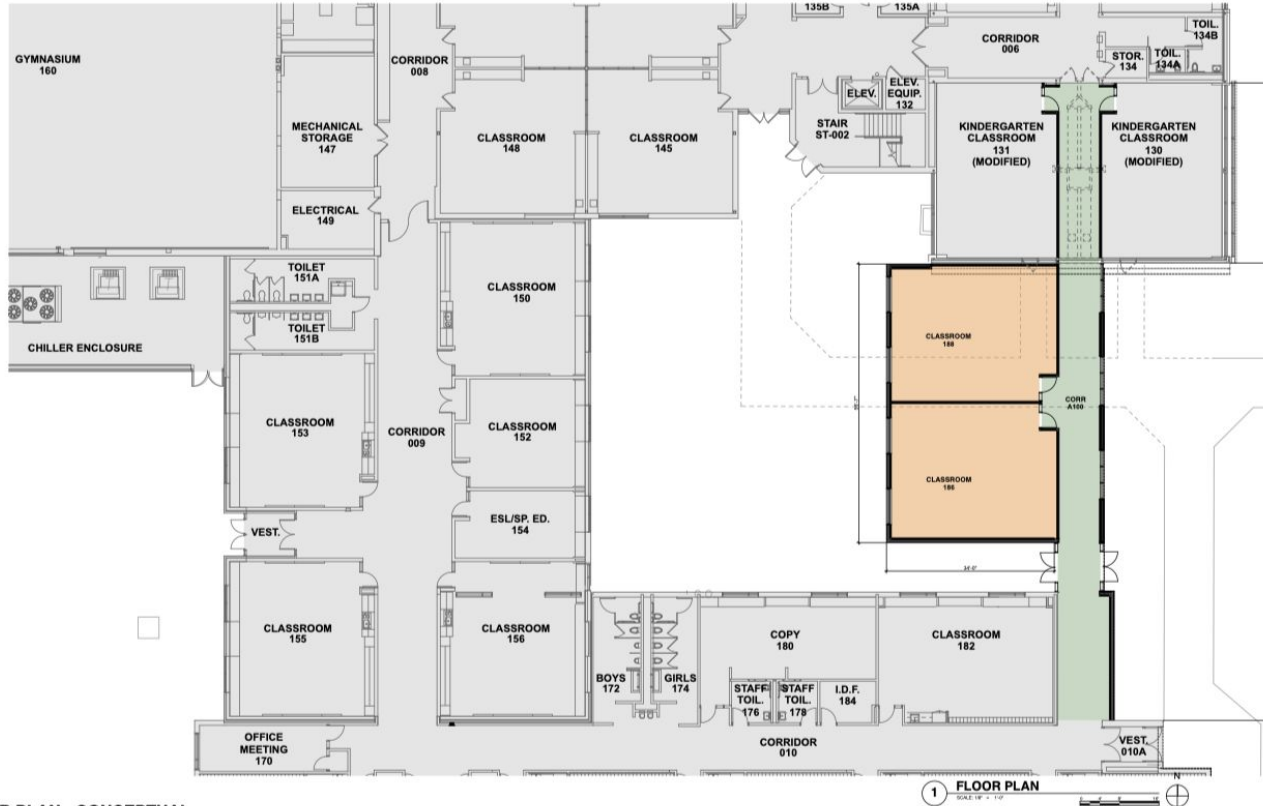 135B
135A
GYMNASIUM
160
CORRIDOR
008
CORRIDOR
006
TOIL.
134B
STOR.
134
TOIL.
134A
ELEV.
ELEV.
EQUIP.
132
MECHANICAL
STORAGE
147
CLASSROOM
148
CLASSROOM
145
STAIR
ST-002
KINDERGARTEN
CLASSROOM
131
(MODIFIED)
KINDERGARTEN
CLASSROOM
130
(MODIFIED)
ELECTRICAL
149
TOILET
151A
CLASSROOM
150
TOILET
151B
CHILLER ENCLOSURE
CLASSROOM
188
CORR
A100
CLASSROOM
153
CORRIDOR
009
CLASSROOM
152
CLASSROOM
186
ESL/SP. ED.
154
VEST.
CLASSROOM
155
CLASSROOM
156
COPY
180
CLASSROOM
182
BOYS
172
GIRLS
174
STAFF
TOIL.
176
STAFF
TOIL.
178
I.D.F.
184
OFFICE
MEETING
170
CORRIDOR
010
VEST.
010A
1 FLOOR PLAN
N